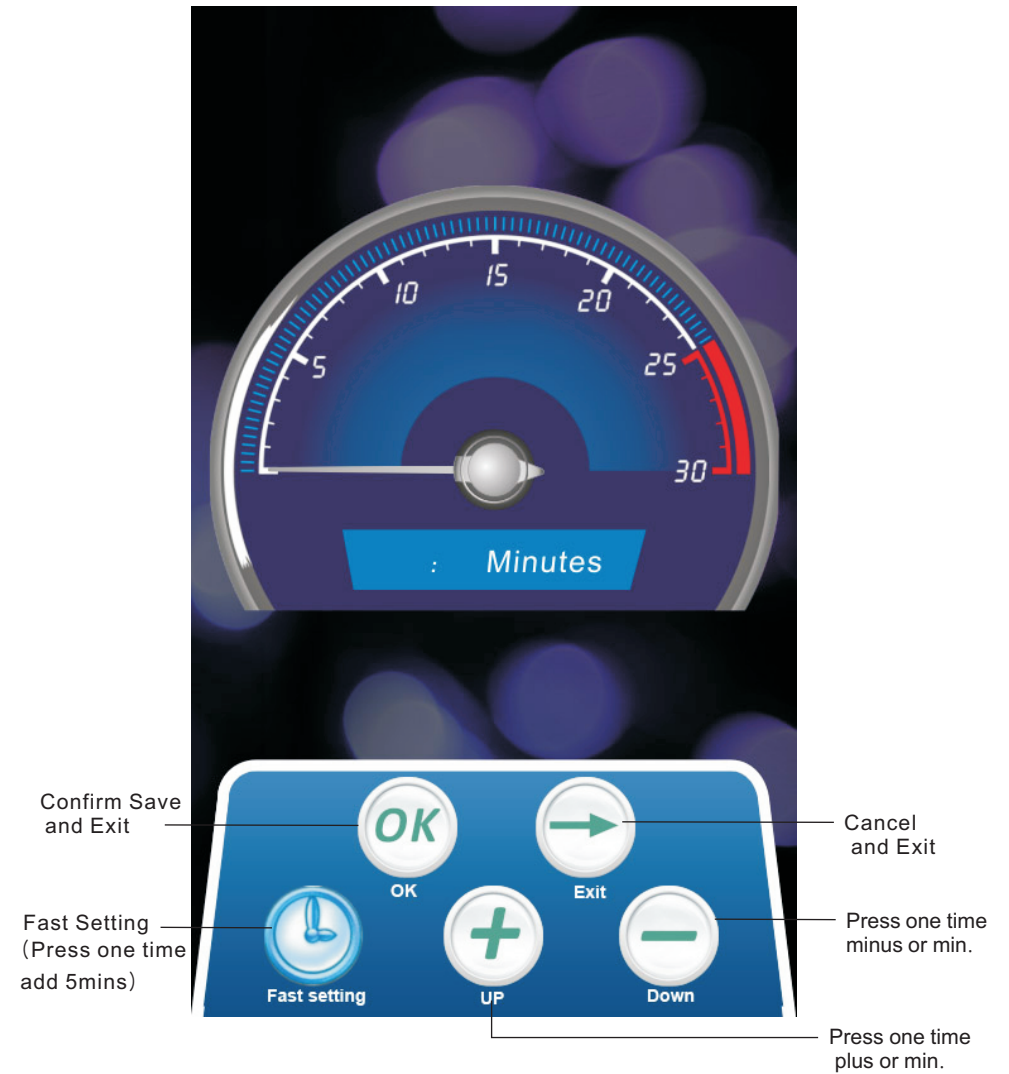 15
10
20
5
25
30
: Minutes
Confirm Save
and Exit
OK
OK
Exit
Cancel
and Exit
Fast Setting
(Press one time
add 5mins)
Fast setting
UP
Down
Press one time
minus or min.
Press one time
plus or min.